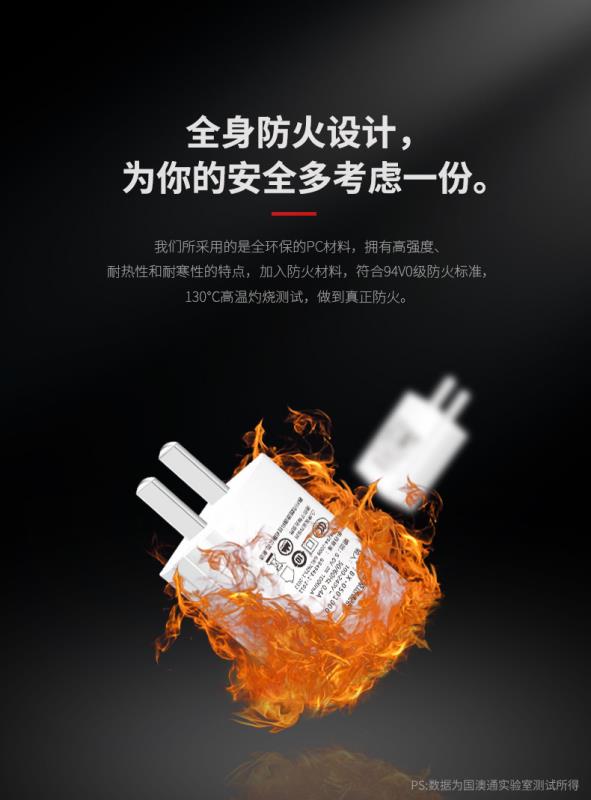 全身防火设计，
为你的安全多考虑一份。
我们所采用的是全环保的PC材料，拥有高强度、
耐热性和耐寒性的特点，加入防火材料，符合94V0级防火标准，
130°C高温灼烧测试，做到真正防火。
PS:数据为国澳通实验室测试所得